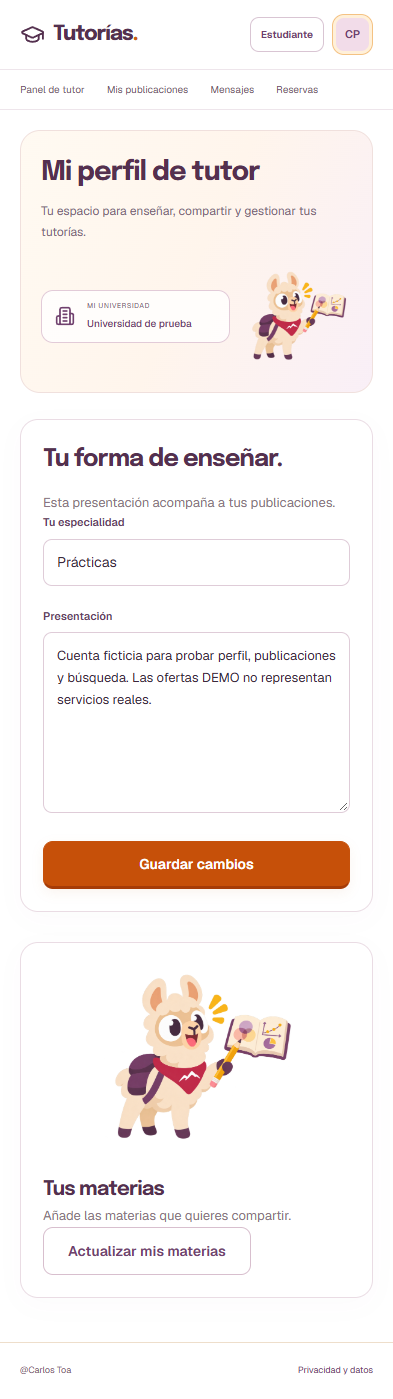 Tutorías.
Estudiante
CP
Panel de tutor
Mis publicaciones
Mensajes
Reservas
Mi perfil de tutor
Tu espacio para enseñar, compartir y gestionar tus
tutorías.
MI UNIVERSIDAD
Universidad de prueba
Tu forma de enseñar.
Esta presentación acompaña a tus publicaciones.
Tu especialidad
Prácticas
Presentación
Cuenta ficticia para probar perfil, publicaciones
y búsqueda. Las ofertas DEMO no representan
servicios reales.
Guardar cambios
Tus materias
Añade las materias que quieres compartir.
Actualizar mis materias
@Carlos Toa
Privacidad y datos